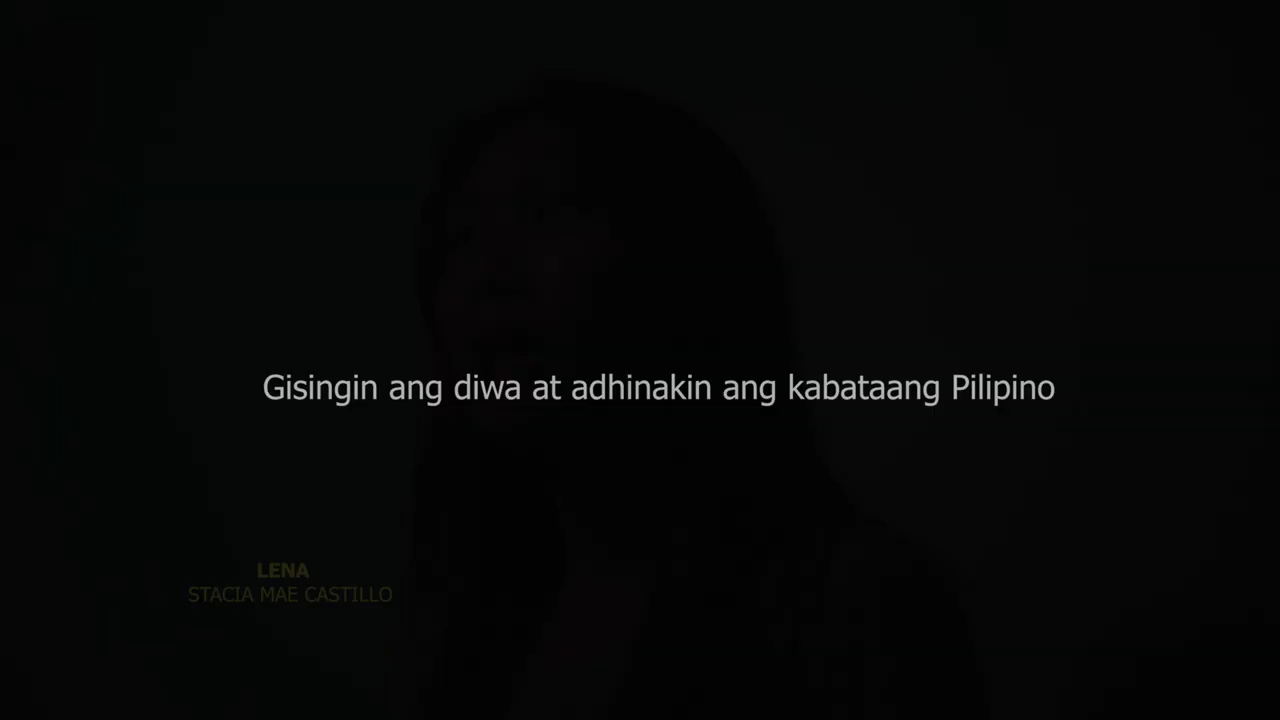 Gisingin ang diwa at adhinakin ang kabataang Pilipino
LENA
STACIA MAE CASTILLO